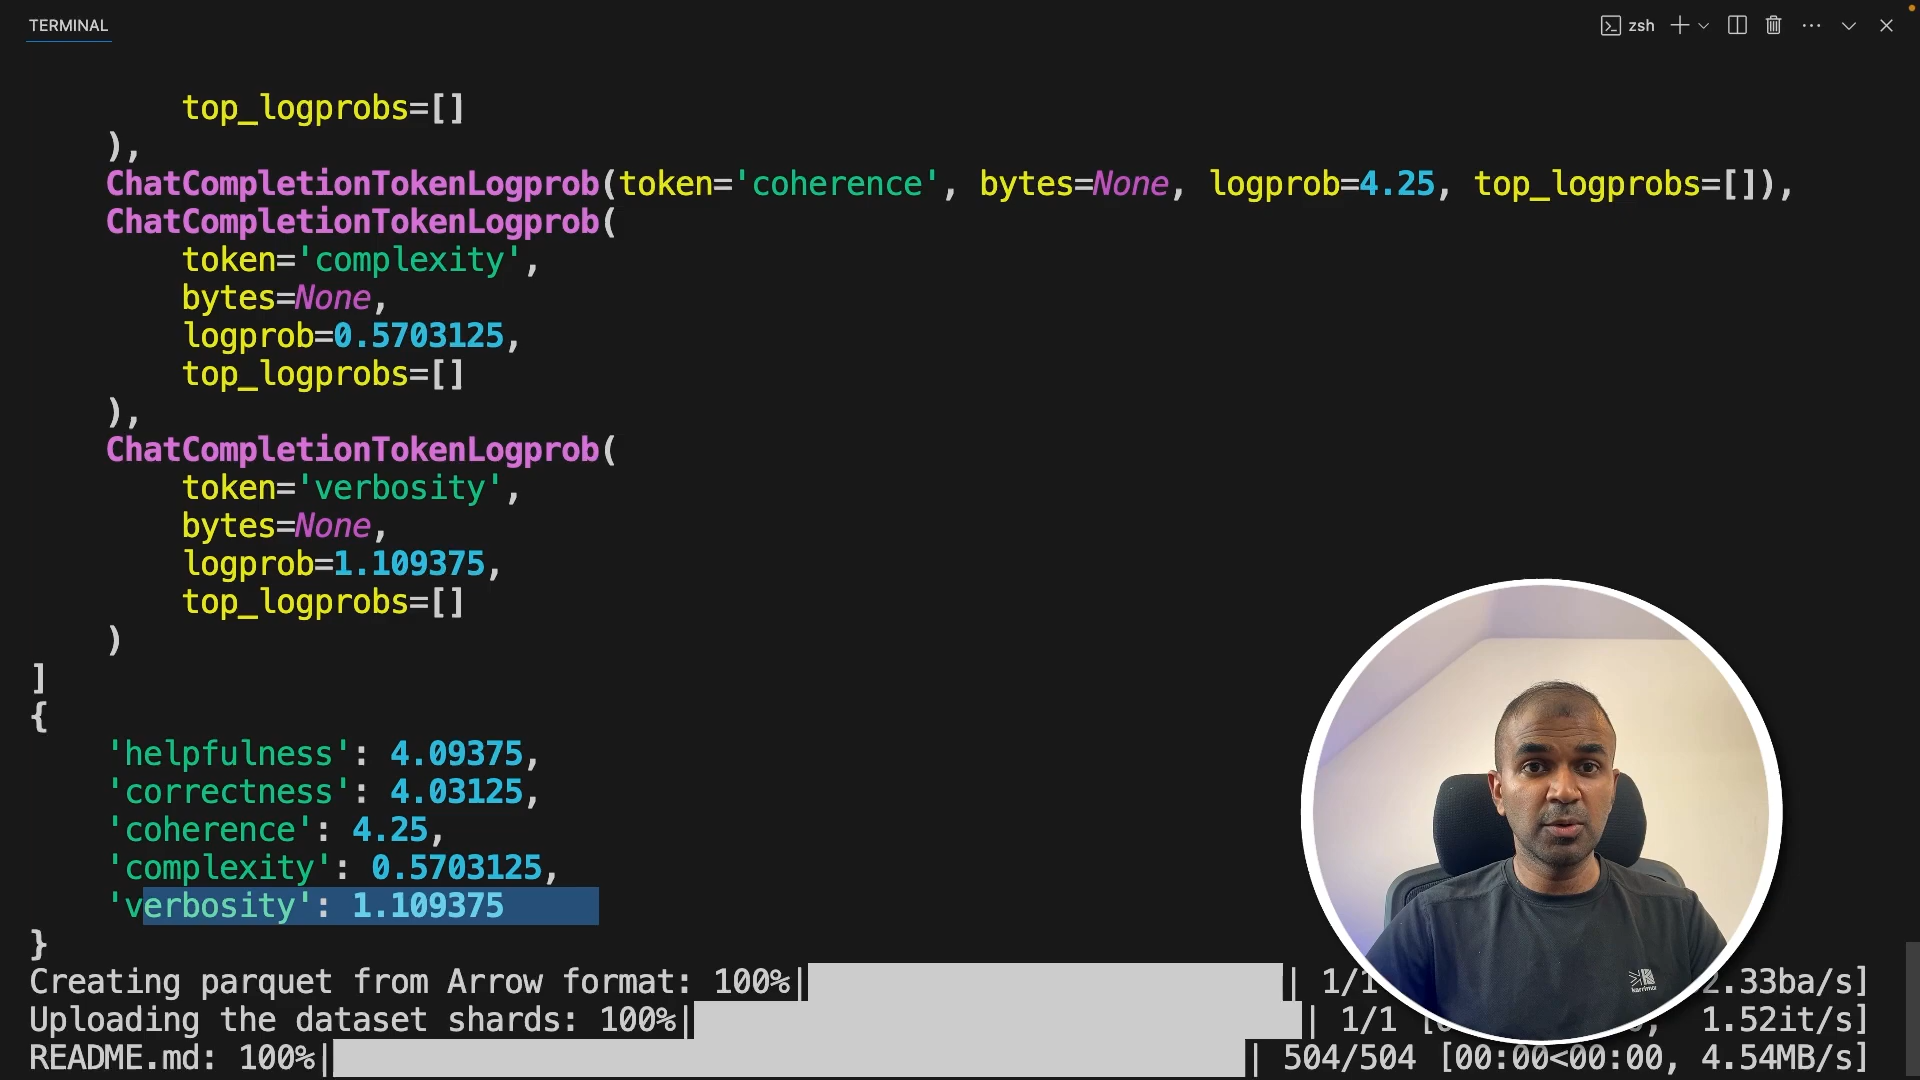 TERMINAL
zsh
top_logprobs=[]
),
ChatCompletionTokenLogprob(token='coherence', bytes=None, logprob=4.25, top_logprobs=[]),
ChatCompletionTokenLogprob(
token='complexity',
bytes=None,
logprob=0.5703125,
top_logprobs=[]
),
ChatCompletionTokenLogprob(
token='verbosity',
bytes=None,
logprob=1.109375,
top_logprobs=[]
)
]
{
'helpfulness': 4.09375,
'correctness': 4.03125,
'coherence': 4.25,
'complexity': 0.5703125,
'verbosity': 1.109375
}
Creating parquet from Arrow format: 100%| | 1/1 2.33ba/s]
Uploading the dataset shards: 100%| | 1/1 [ , 1.52it/s]
README.md: 100%| | 504/504 [00:00<00:00, 4.54MB/s]